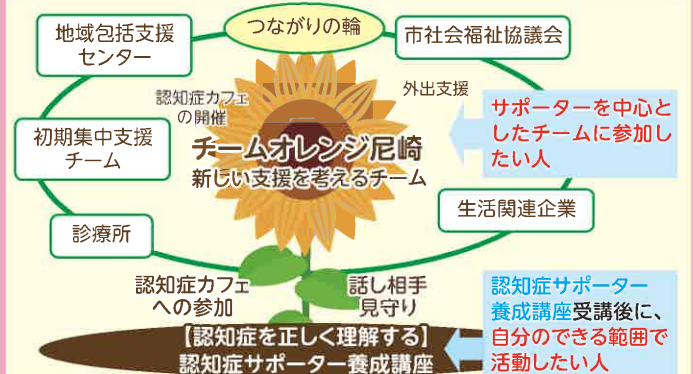 つながりの輪
地域包括支援
センター
市社会福祉協議会
認知症カフェ
の開催
外出支援
サポーターを中心と
したチームに参加し
たい人
初期集中支援
チーム
チームオレンジ尼崎
新しい支援を考えるチーム
生活関連企業
診療所
認知症カフェ
への参加
話し相手
見守り
認知症サポーター
養成講座受講後に、
自分のできる範囲で
活動したい人
【認知症を正しく理解する】
認知症サポーター養成講座